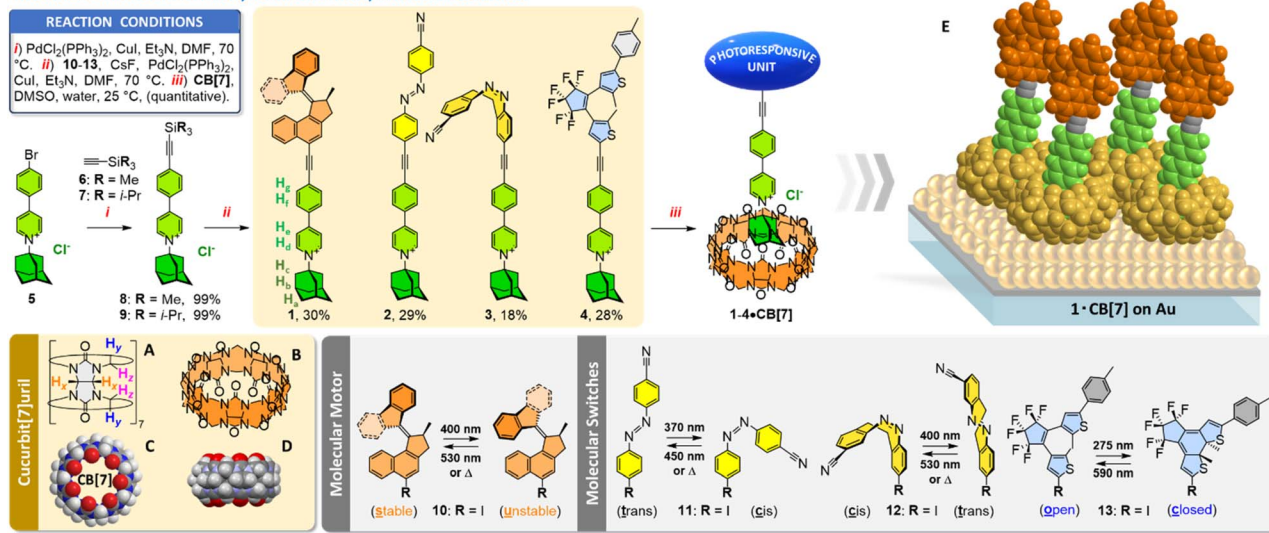 REACTION CONDITIONS
i) PdCl2(PPh3)2, CuI, Et3N, DMF, 70
°C. ii) 10-13, CsF, PdCl2(PPh3)2,
CuI, Et3N, DMF, 70 °C. iii) CB[7],
DMSO, water, 25 °C, (quantitative).
Br
N+
Cl-
5
≡SiR3
6: R = Me
7: R = i-Pr
i
SiR3
N+
Cl-
8: R = Me, 99%
9: R = i-Pr, 99%
ii
Hg
Hf
He
Hd
Hc
Hb
Ha
N+
1, 30%
CN
N=N
N+
2, 29%
N=N
NC
N+
3, 18%
F F F F F F
S
S
N+
4, 28%
iii
PHOTORESPONSIVE
UNIT
N+
Cl-
1-4•CB[7]
E
1·CB[7] on Au
Cucurbit[7]uril
A
O
Hy
N N
Hz
Hx Hx
Hz
N N
Hy
O
7
B
C
CB[7]
D
Molecular Motor
400 nm
530 nm
or Δ
R
R
(stable) 10: R = I (unstable)
Molecular Switches
N
N=N
R
370 nm
450 nm
or Δ
N=N
N
R
(trans) 11: R = I (cis)
N=N
N
R
400 nm
530 nm
or Δ
N
R
(cis) 12: R = I (trans)
F F F F F F
S
S
R
275 nm
590 nm
F F F F F F
S
S
R
(open) 13: R = I (closed)